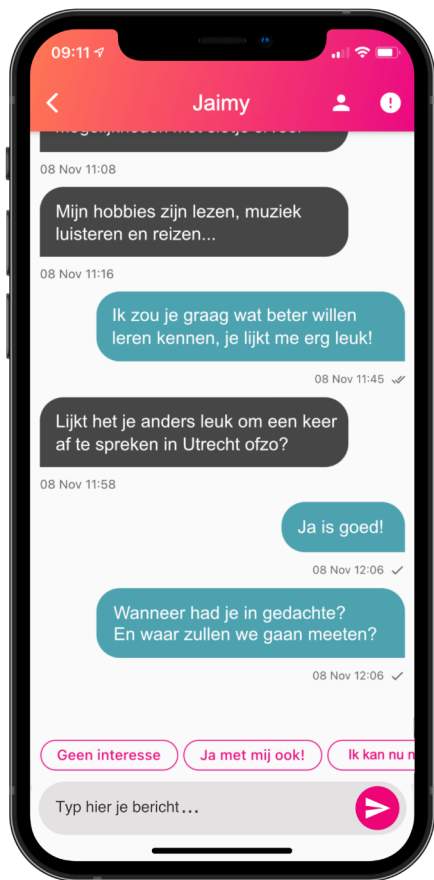 09:11
Jaimy
08 Nov 11:08
Mijn hobbies zijn lezen, muziek
luisteren en reizen...
08 Nov 11:16
Ik zou je graag wat beter willen
leren kennen, je lijkt me erg leuk!
08 Nov 11:45
Lijkt het je anders leuk om een keer
af te spreken in Utrecht ofzo?
08 Nov 11:58
Ja is goed!
08 Nov 12:06
Wanneer had je in gedachte?
En waar zullen we gaan meeten?
08 Nov 12:06
Geen interesse
Ja met mij ook!
Ik kan nu
Typ hier je bericht...